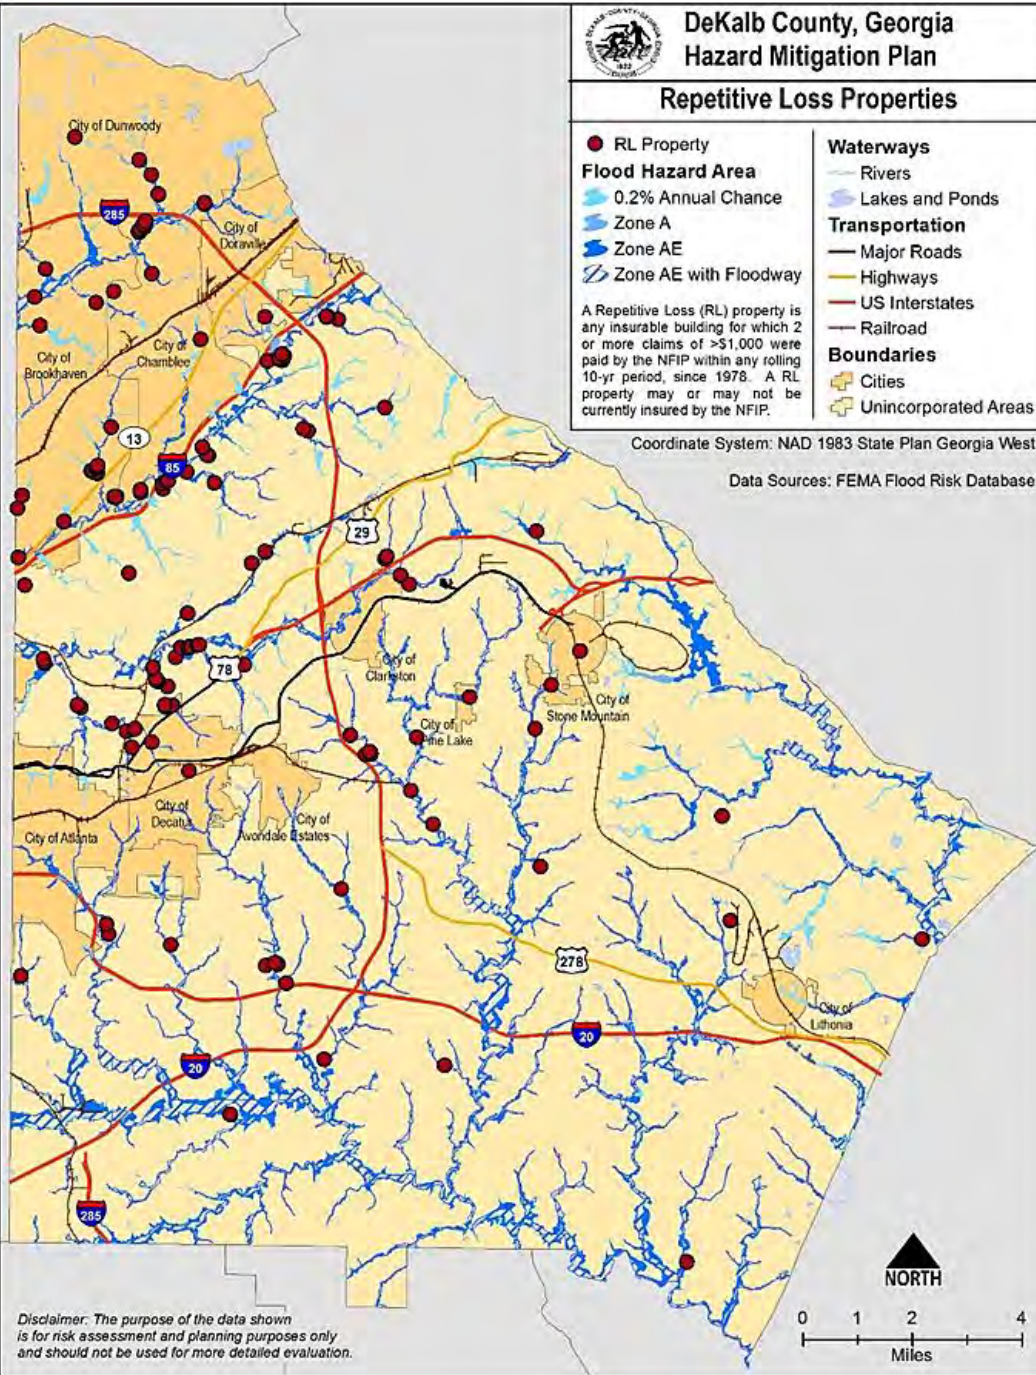 DeKalb County, Georgia
Hazard Mitigation Plan
Repetitive Loss Properties
RL Property
Flood Hazard Area
0.2% Annual Chance
Zone A
Zone AE
Zone AE with Floodway
A Repetitive Loss (RL) property is
any insurable building for which 2
or more claims of >$1,000 were
paid by the NFIP within any rolling
10-yr period, since 1978. A RL
property may or may not be
currently insured by the NFIP.
Waterways
Rivers
Lakes and Ponds
Transportation
Major Roads
Highways
US Interstates
Railroad
Boundaries
Cities
Unincorporated Areas
Coordinate System: NAD 1983 State Plan Georgia West
Data Sources: FEMA Flood Risk Database
City of Dunwoody
285
City of
Doraville
City of
Brookhaven
City of
Chamblee
13
85
29
78
City of
Clarkston
City of
Stone Mountain
City of
Pine Lake
City of
Decatur
City of Atlanta
City of
Avondale Estates
278
City of
Lithonia
20
20
285
NORTH
0 1 2 4
Miles
Disclaimer: The purpose of the data shown
is for risk assessment and planning purposes only
and should not be used for more detailed evaluation.